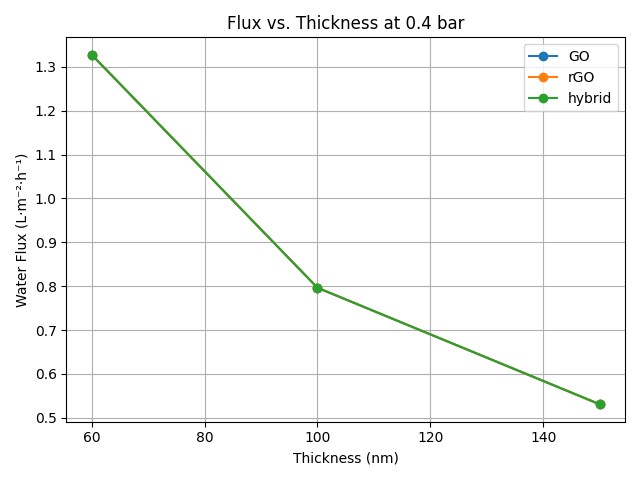 Flux vs. Thickness at 0.4 bar
GO
rGO
hybrid
Water Flux (L·m⁻²·h⁻¹)
1.3
1.2
1.1
1.0
0.9
0.8
0.7
0.6
0.5
60 80 100 120 140
Thickness (nm)